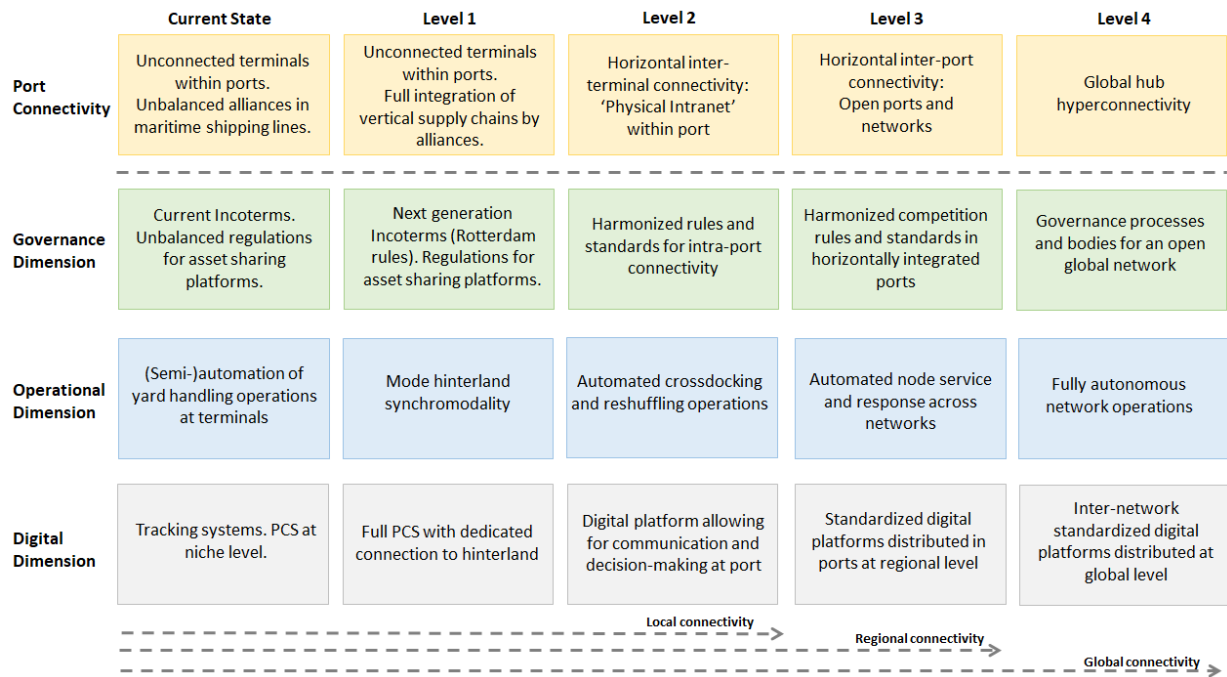 Current State
Level 1
Level 2
Level 3
Level 4
Port
Connectivity
Unconnected terminals
within ports.
Unbalanced alliances in
maritime shipping lines.
Unconnected terminals
within ports.
Full integration of
vertical supply chains by
alliances.
Horizontal inter-
terminal connectivity:
‘Physical Intranet’
within port
Horizontal inter-port
connectivity:
Open ports and
networks
Global hub
hyperconnectivity
Governance
Dimension
Current Incoterms.
Unbalanced regulations
for asset sharing
platforms.
Next generation
Incoterms (Rotterdam
rules). Regulations for
asset sharing platforms.
Harmonized rules and
standards for intra-port
connectivity
Harmonized competition
rules and standards in
horizontally integrated
ports
Governance processes
and bodies for an open
global network
Operational
Dimension
(Semi-)automation of
yard handling operations
at terminals
Mode hinterland
synchromodality
Automated crossdocking
and reshuffling operations
Automated node service
and response across
networks
Fully autonomous
network operations
Digital
Dimension
Tracking systems. PCS at
niche level.
Full PCS with dedicated
connection to hinterland
Digital platform allowing
for communication and
decision-making at port
Standardized digital
platforms distributed in
ports at regional level
Inter-network
standardized digital
platforms distributed at
global level
Local connectivity
Regional connectivity
Global connectivity